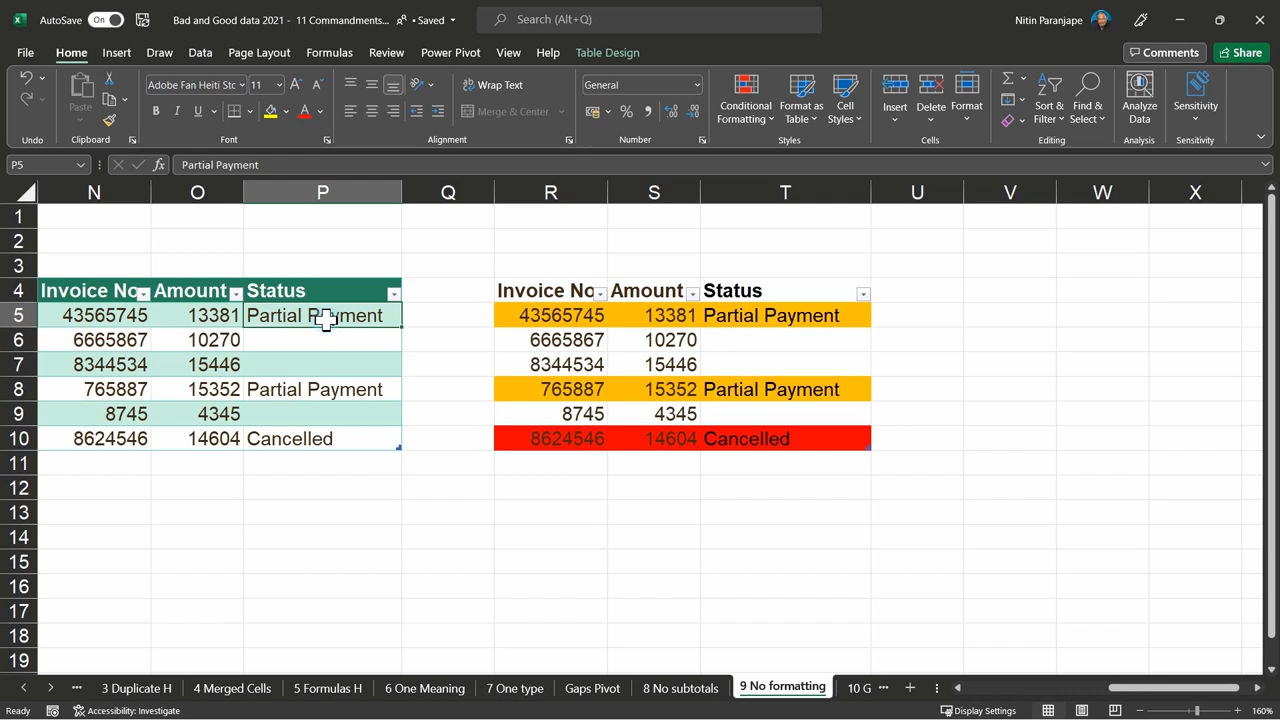 AutoSave On Bad and Good data 2021 - 11 Commandments... • Saved Search (Alt+Q) Nitin Paranjape
File Home Insert Draw Data Page Layout Formulas Review Power Pivot View Help Table Design Comments Share
Paste Adobe Fan Heiti Stc 11 A A Wrap Text General Conditional Formatting Format as Table Cell Styles Insert Delete Format Sort & Filter Find & Select Analyze Data Sensitivity
B I U A Merge & Center % ,
Undo Clipboard Font Alignment Number Styles Cells Editing Analysis Sensitivity
P5 fx Partial Payment
N O P Q R S T U V W X
1
2
3
4 Invoice No Amount Status Invoice No Amount Status
5 43565745 13381 Partial Payment 43565745 13381 Partial Payment
6 6665867 10270 6665867 10270
7 8344534 15446 8344534 15446
8 765887 15352 Partial Payment 765887 15352 Partial Payment
9 8745 4345 8745 4345
10 8624546 14604 Cancelled 8624546 14604 Cancelled
11
12
13
14
15
16
17
18
19
... 3 Duplicate H 4 Merged Cells 5 Formulas H 6 One Meaning 7 One type Gaps Pivot 8 No subtotals 9 No formatting 10 G ...
Ready Accessibility: Investigate Display Settings 160%